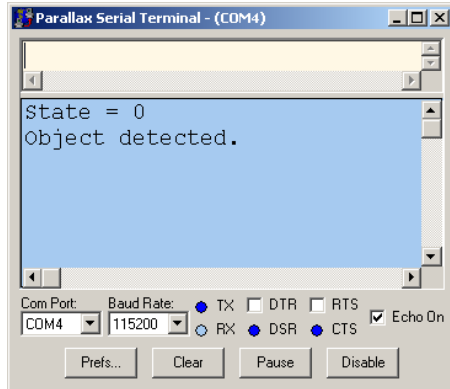 Parallax Serial Terminal - (COM4)
State = 0
Object detected.
Com Port: Baud Rate: TX DTR RTS
COM4 115200 RX DSR CTS Echo On
Prefs... Clear Pause Disable